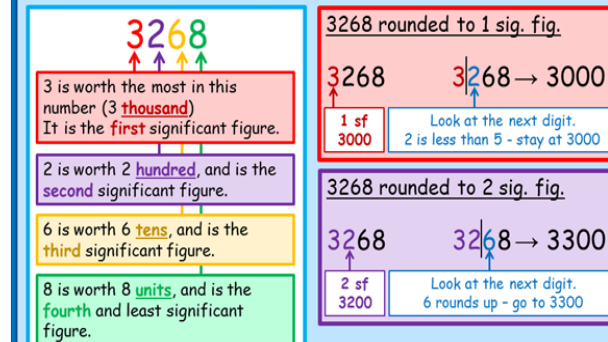 3268
3 is worth the most in this
number (3 thousand)
It is the first significant figure.
2 is worth 2 hundred, and is the
second significant figure.
6 is worth 6 tens, and is the
third significant figure.
8 is worth 8 units, and is the
fourth and least significant
figure.
3268 rounded to 1 sig. fig.
3268 3|268 → 3000
1 sf
3000
Look at the next digit.
2 is less than 5 - stay at 3000
3268 rounded to 2 sig. fig.
3268 32|68 → 3300
2 sf
3200
Look at the next digit.
6 rounds up - go to 3300